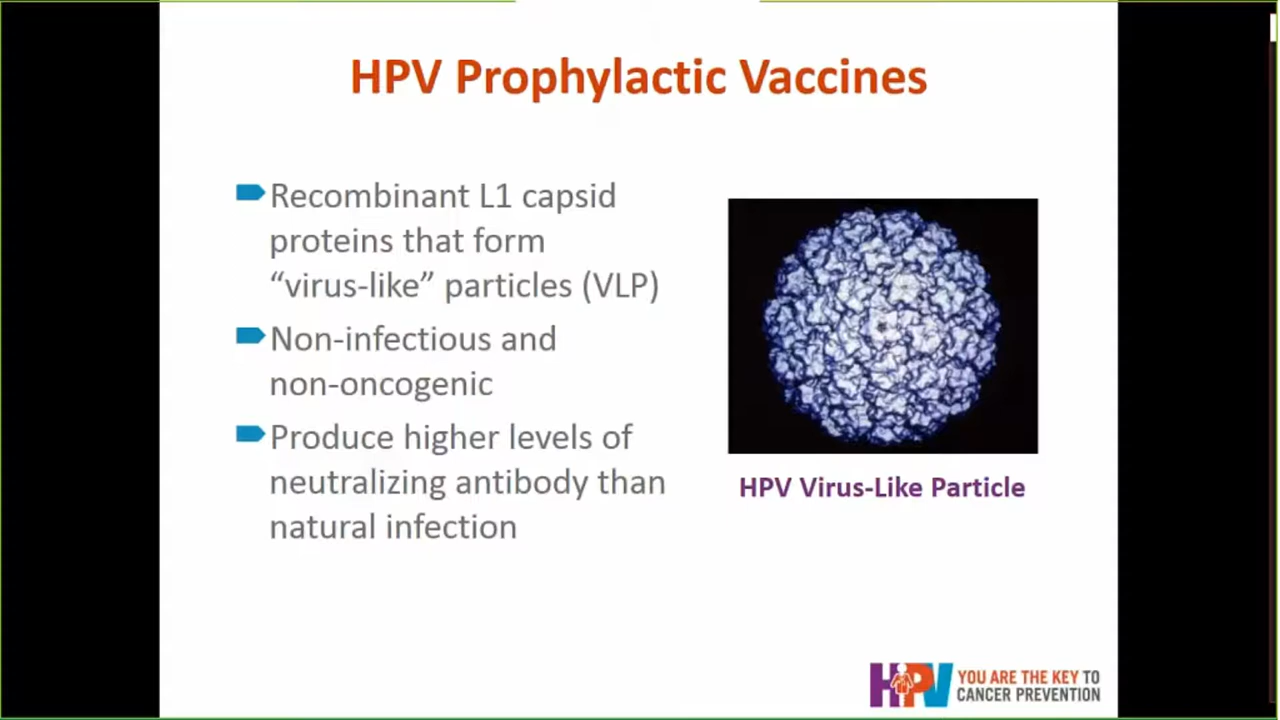 HPV Prophylactic Vaccines
Recombinant L1 capsid
proteins that form
“virus-like” particles (VLP)
Non-infectious and
non-oncogenic
Produce higher levels of
neutralizing antibody than
natural infection
HPV Virus-Like Particle
HPV
YOU ARE THE KEY TO
CANCER PREVENTION